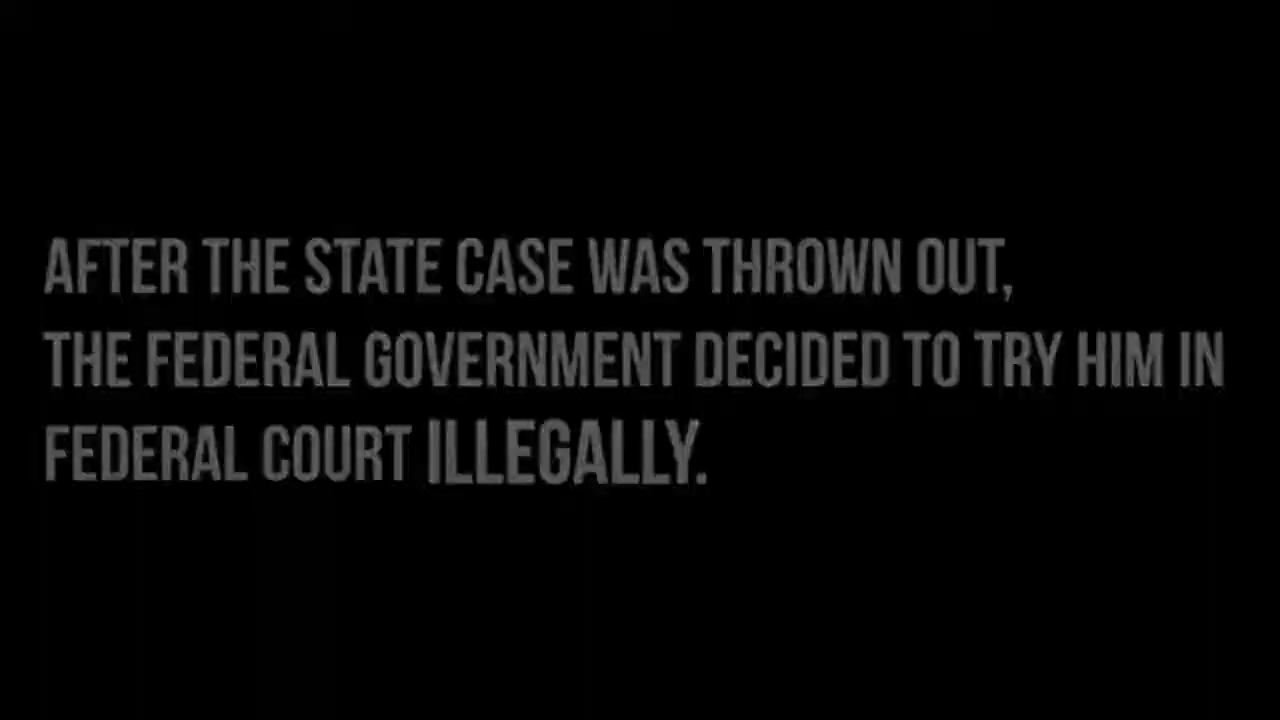 AFTER THE STATE CASE WAS THROWN OUT,
THE FEDERAL GOVERNMENT DECIDED TO TRY HIM IN
FEDERAL COURT ILLEGALLY.